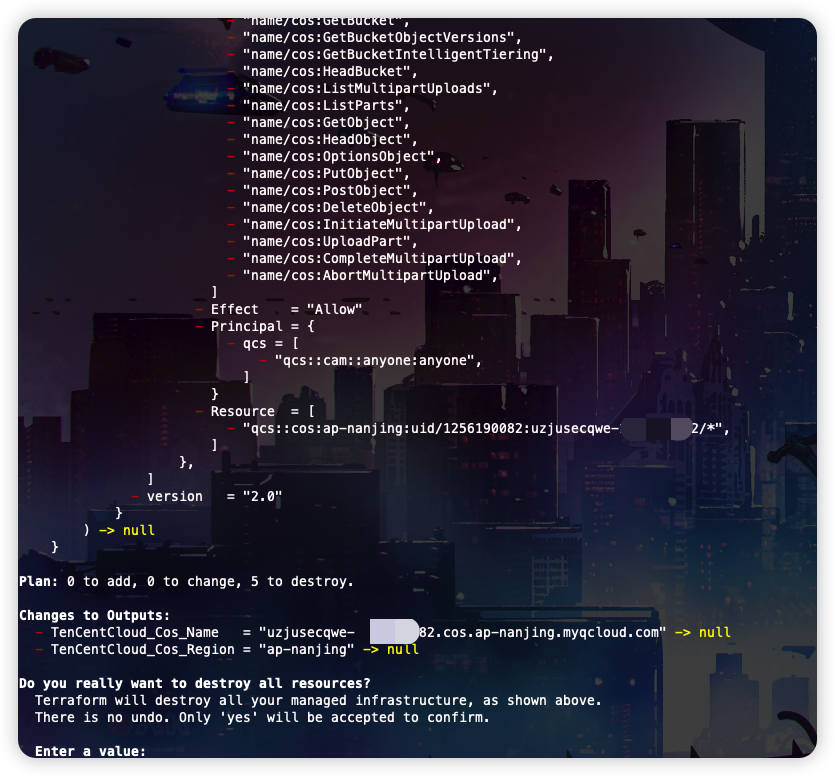 - "name/cos:GetBucket",
- "name/cos:GetBucketObjectVersions",
- "name/cos:GetBucketIntelligentTiering",
- "name/cos:HeadBucket",
- "name/cos:ListMultipartUploads",
- "name/cos:ListParts",
- "name/cos:GetObject",
- "name/cos:HeadObject",
- "name/cos:OptionsObject",
- "name/cos:PutObject",
- "name/cos:PostObject",
- "name/cos:DeleteObject",
- "name/cos:InitiateMultipartUpload",
- "name/cos:UploadPart",
- "name/cos:CompleteMultipartUpload",
- "name/cos:AbortMultipartUpload",
]
- Effect    = "Allow"
- Principal = {
- qcs = [
- "qcs::cam::anyone:anyone",
]
}
- Resource  = [
- "qcs::cos:ap-nanjing:uid/1256190082:uzjusecqwe-2/*",
]
},
]
- version   = "2.0"
}
) -> null
}
Plan: 0 to add, 0 to change, 5 to destroy.
Changes to Outputs:
- TenCentCloud_Cos_Name   = "uzjusecqwe- 82.cos.ap-nanjing.myqcloud.com" -> null
- TenCentCloud_Cos_Region = "ap-nanjing" -> null
Do you really want to destroy all resources?
Terraform will destroy all your managed infrastructure, as shown above.
There is no undo. Only 'yes' will be accepted to confirm.
Enter a value: